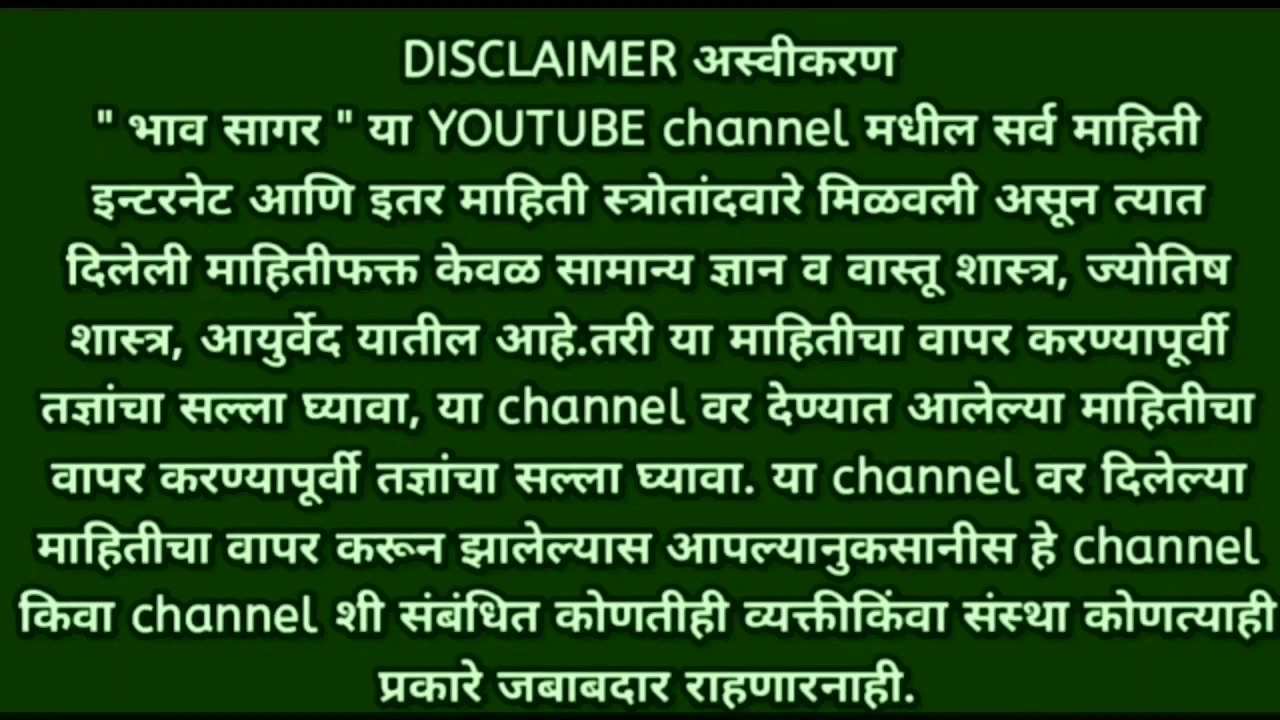 DISCLAIMER अस्वीकरण
" भाव सागर " या YOUTUBE channel मधील सर्व माहिती
इन्टरनेट आणि इतर माहिती स्त्रोतांदवारे मिळवली असून त्यात
दिलेली माहितीफक्त केवळ सामान्य ज्ञान व वास्तू शास्त्र, ज्योतिष
शास्त्र, आयुर्वेद यातील आहे.तरी या माहितीचा वापर करण्यापूर्वी
तज्ञांचा सल्ला घ्यावा, या channel वर देण्यात आलेल्या माहितीचा
वापर करण्यापूर्वी तज्ञांचा सल्ला घ्यावा. या channel वर दिलेल्या
माहितीचा वापर करून झालेल्यास आपल्यानुकसानीस हे channel
किवा channel शी संबंधित कोणतीही व्यक्तीकिंवा संस्था कोणत्याही
प्रकारे जबाबदार राहणारनाही.